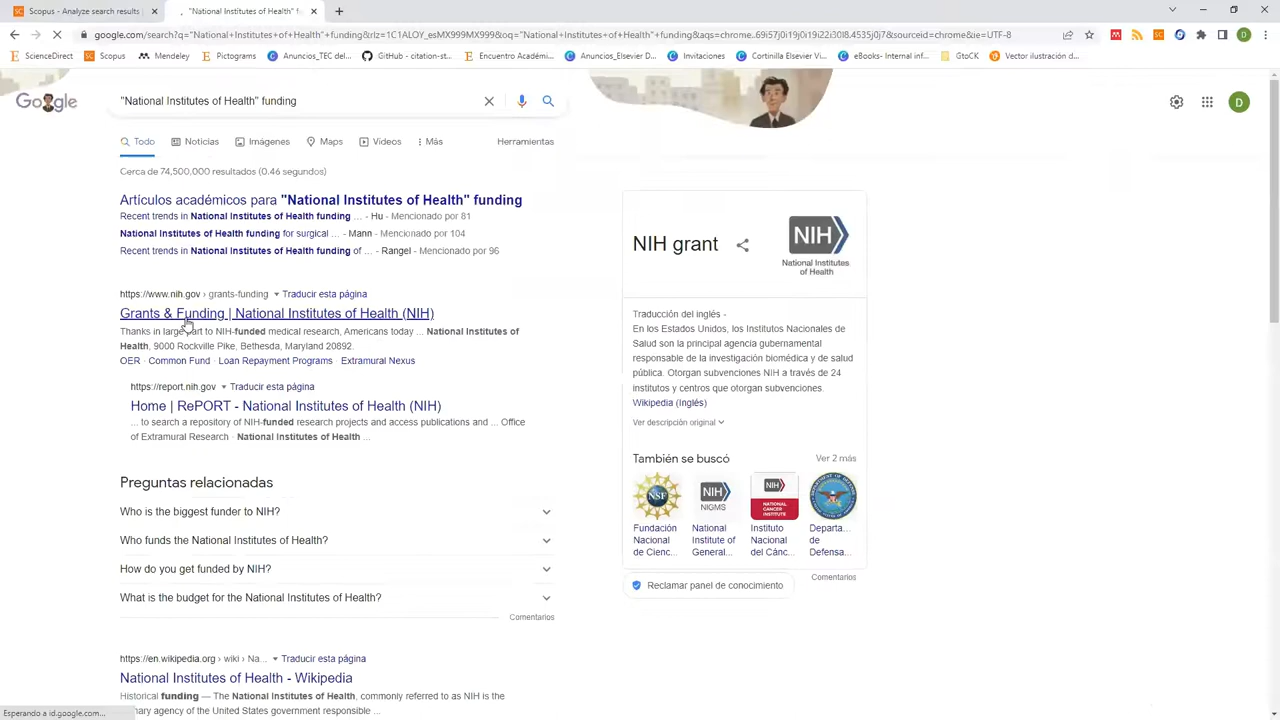 Scopus - Analyze search results
"National Institutes of Health" f
google.com/search?q="National+Institutes+of+Health"+funding&rlz=1C1ALOY_esMX999MX999&oq="National+Institutes+of+Health"+funding&aqs=chrome..69i57j0i19j0i19i22i30l8.4535j0j7&sourceid=chrome&ie=UTF-8
D
ScienceDirect
Scopus
Mendeley
Pictograms
Anuncios_TEC del...
GitHub - citation-st...
Encuentro Académi...
Anuncios_Elsevier D...
Invitaciones
Cortinilla Elsevier Vi...
eBooks- Internal inf...
GtoCK
Vector ilustración d...
"National Institutes of Health" funding
D
Todo
Noticias
Imágenes
Maps
Videos
Más
Herramientas
Cerca de 74,500,000 resultados (0.46 segundos)
Artículos académicos para "National Institutes of Health" funding
Recent trends in National Institutes of Health funding ... - Hu - Mencionado por 81
National Institutes of Health funding for surgical ... - Mann - Mencionado por 104
Recent trends in National Institutes of Health funding of ... - Rangel - Mencionado por 96
https://www.nih.gov › grants-funding
Traducir esta página
Grants & Funding | National Institutes of Health (NIH)
Thanks in large part to NIH-funded medical research, Americans today ... National Institutes of
Health, 9000 Rockville Pike, Bethesda, Maryland 20892.
OER · Common Fund · Loan Repayment Programs · Extramural Nexus
https://report.nih.gov
Traducir esta página
Home | RePORT - National Institutes of Health (NIH)
... to search a repository of NIH-funded research projects and access publications and ... Office
of Extramural Research · National Institutes of Health ...
Preguntas relacionadas
Who is the biggest funder to NIH?
Who funds the National Institutes of Health?
How do you get funded by NIH?
What is the budget for the National Institutes of Health?
Comentarios
https://en.wikipedia.org › wiki › Na...
Traducir esta página
National Institutes of Health - Wikipedia
Historical funding — The National Institutes of Health, commonly referred to as NIH is the
agency of the United States government responsible ...
Esperando a id.google.com...
NIH grant
NIH
National Institutes
of Health
Traducción del inglés -
En los Estados Unidos, los Institutos Nacionales de
Salud son la principal agencia gubernamental
responsable de la investigación biomédica y de salud
pública. Otorgan subvenciones NIH a través de 24
institutos y centros que otorgan subvenciones.
Wikipedia (Inglés)
Ver descripción original
También se buscó
Ver 2 más
NSF
NIH
NIGMS
NIH
NATIONAL
CANCER
INSTITUTE
Fundación
Nacional
de Cienc...
National
Institute of
General...
Instituto
Nacional
del Cánc...
Departa...
de
Defensa...
Comentarios
Reclamar panel de conocimiento